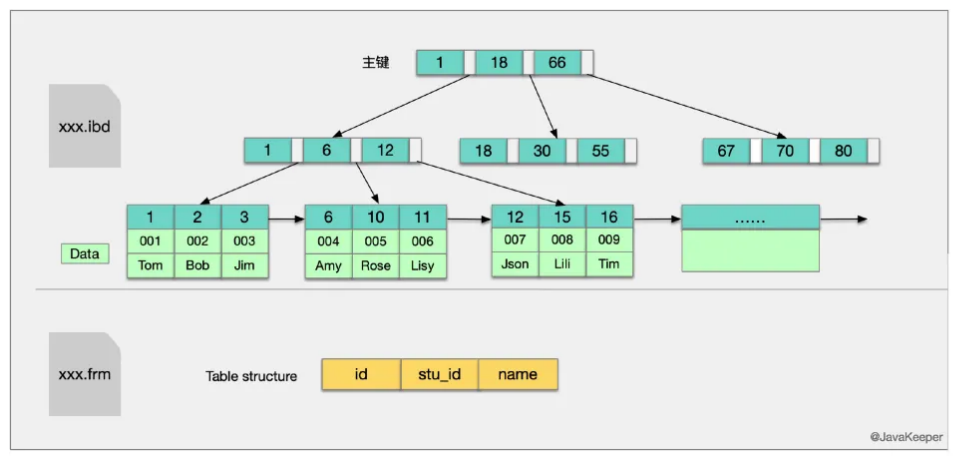 主键 1 18 66
xxx.ibd
1 6 12 18 30 55 67 70 80
1 2 3 6 10 11 12 15 16 ......
Data
001 002 003 004 005 006 007 008 009
Tom Bob Jim Amy Rose Lisy Json Lili Tim
xxx.frm
Table structure id stu_id name
@JavaKeeper